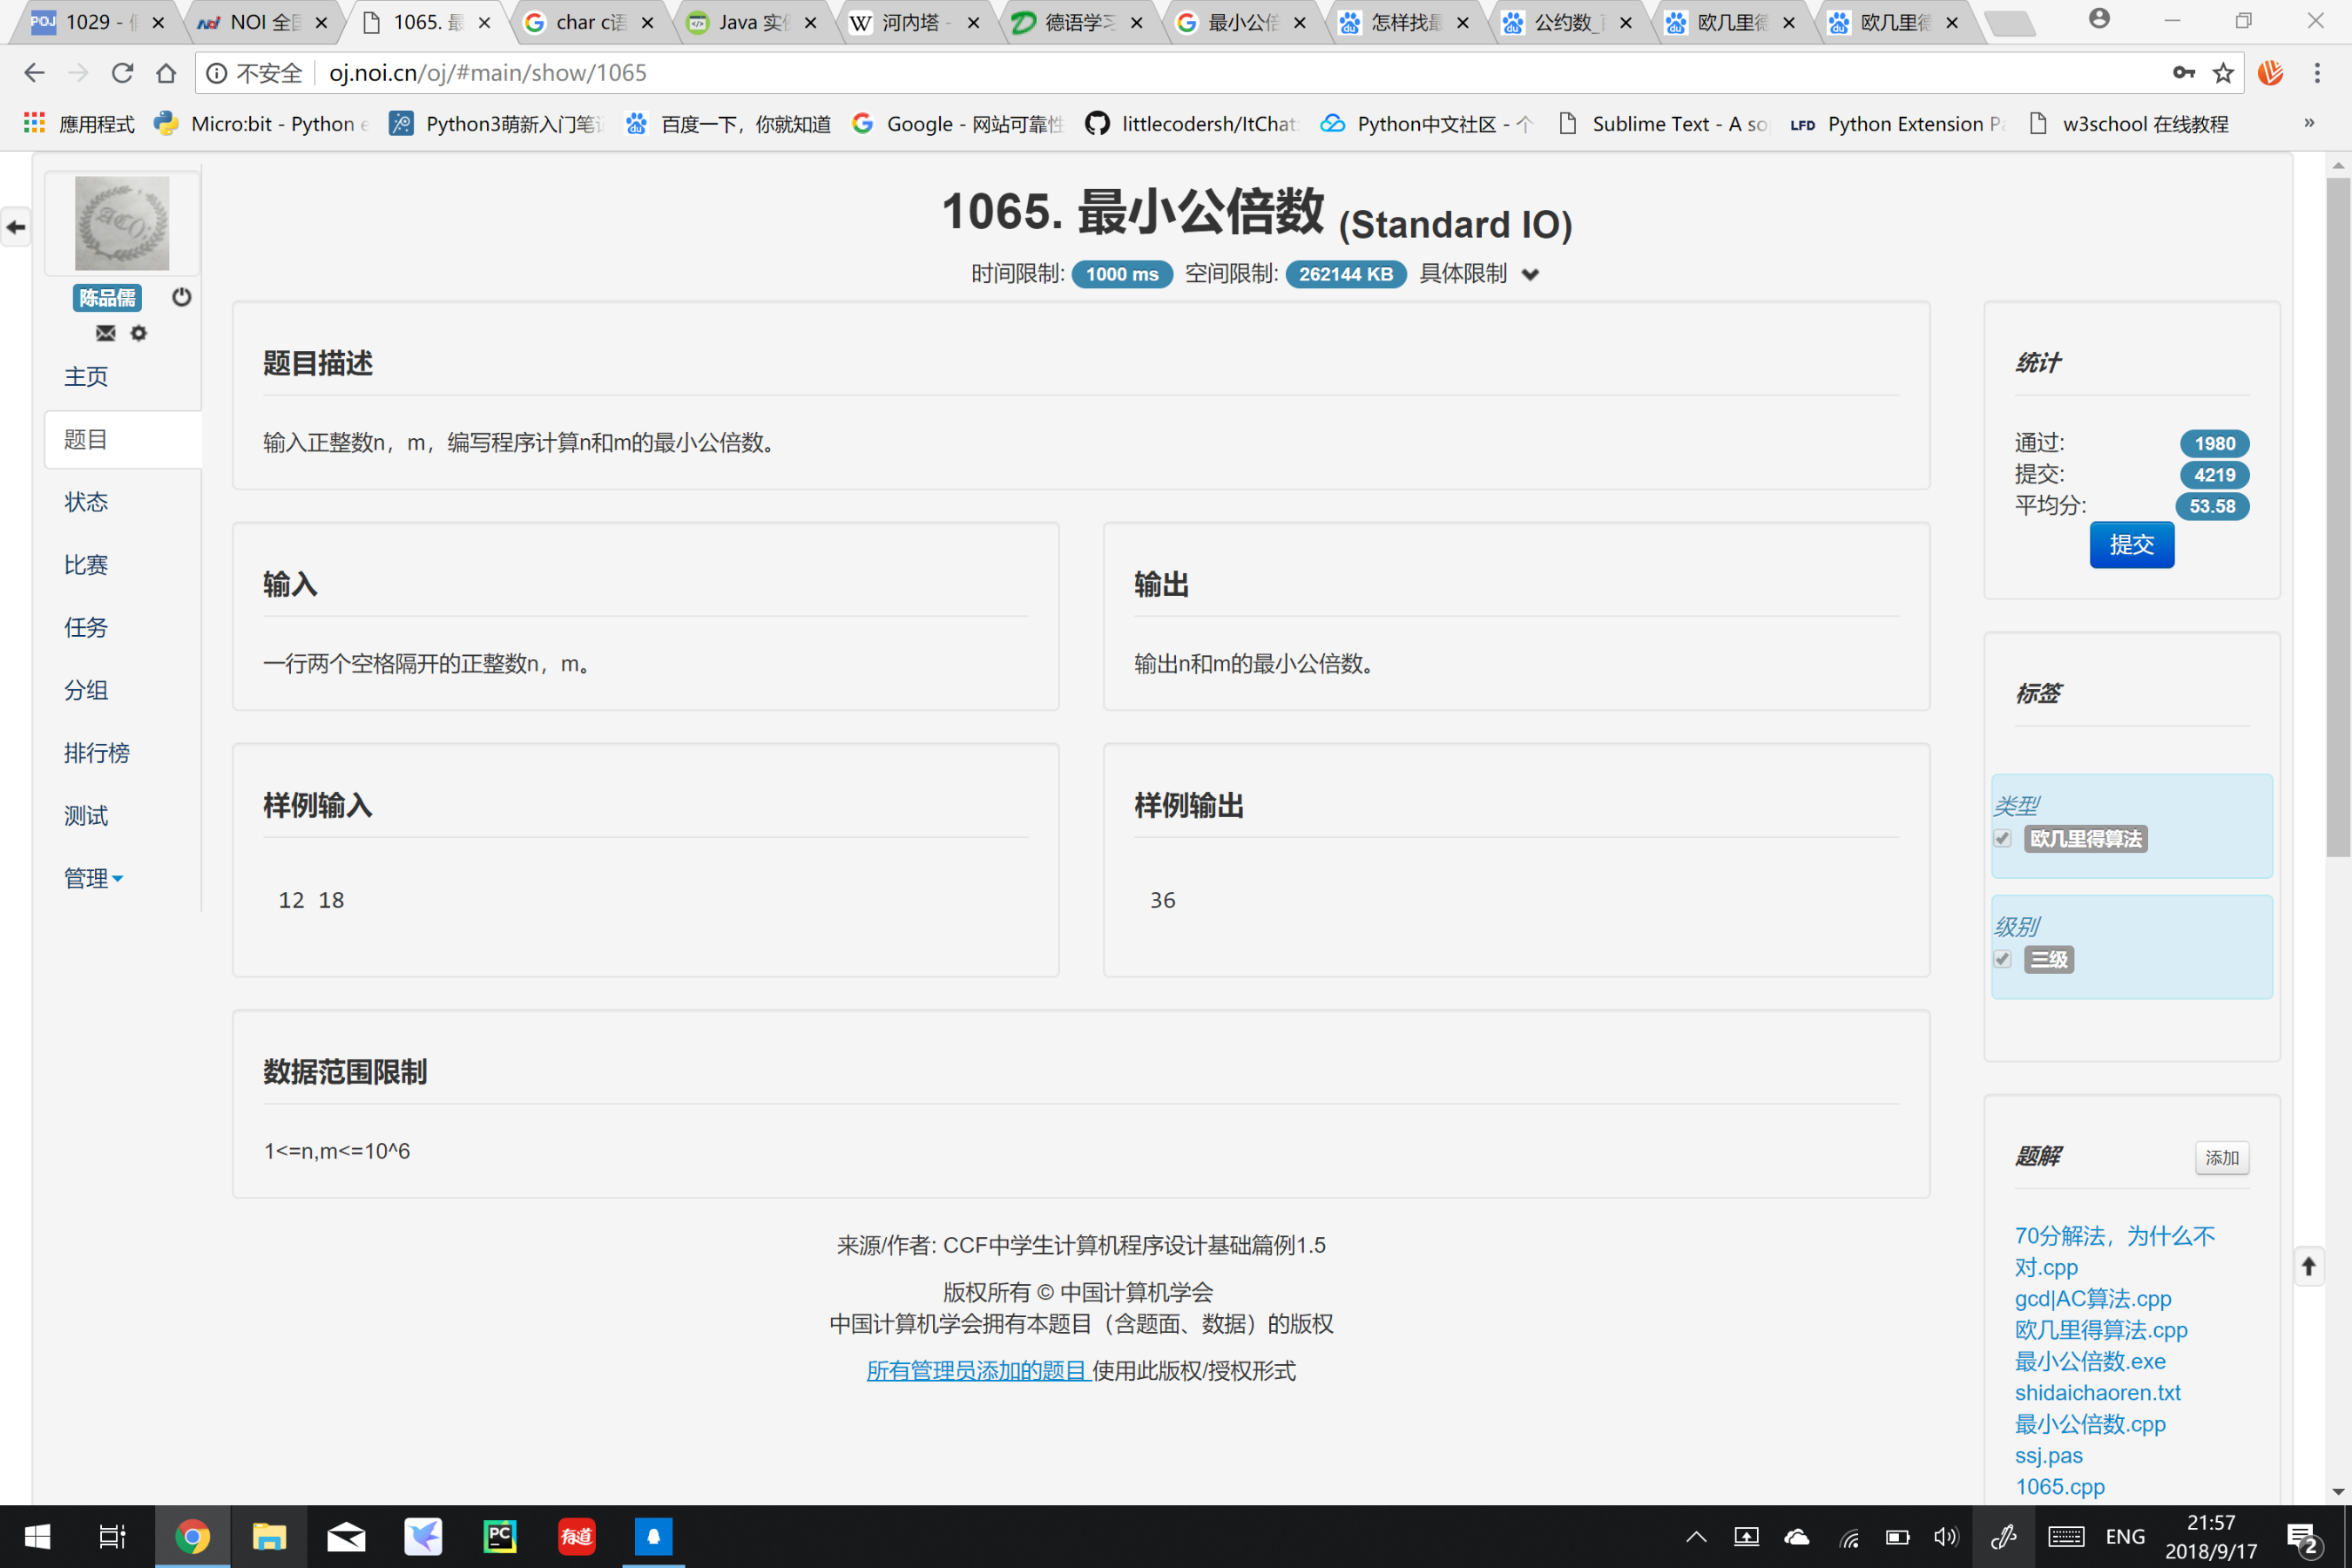 POJ 1029 -
NOI 全国
1065. 最
char c语
Java 实例
河内塔 -
德语学习
最小公倍
怎样找最
公约数_
欧几里德
欧几里德
不安全 oj.noi.cn/oj/#main/show/1065
應用程式
Micro:bit - Python e
Python3萌新入门笔记
百度一下，你就知道
Google - 网站可靠性
littlecodersh/ItChat
Python中文社区 - 个
Sublime Text - A so
LFD Python Extension Pa
w3school 在线教程
»
1065. 最小公倍数 (Standard IO)
时间限制: 1000 ms 空间限制: 262144 KB 具体限制
陈品儒
主页
题目
状态
比赛
任务
分组
排行榜
测试
管理
题目描述
输入正整数n，m，编写程序计算n和m的最小公倍数。
输入
一行两个空格隔开的正整数n，m。
输出
输出n和m的最小公倍数。
样例输入
12 18
样例输出
36
数据范围限制
1<=n,m<=10^6
来源/作者: CCF中学生计算机程序设计基础篇例1.5
版权所有 © 中国计算机学会
中国计算机学会拥有本题目（含题面、数据）的版权
所有管理员添加的题目 使用此版权/授权形式
统计
通过: 1980
提交: 4219
平均分: 53.58
提交
标签
类型
欧几里得算法
级别
三级
题解 添加
70分解法，为什么不
对.cpp
gcd|AC算法.cpp
欧几里得算法.cpp
最小公倍数.exe
shidaichaoren.txt
最小公倍数.cpp
ssj.pas
1065.cpp
PC
有道
ENG
21:57
2018/9/17
2